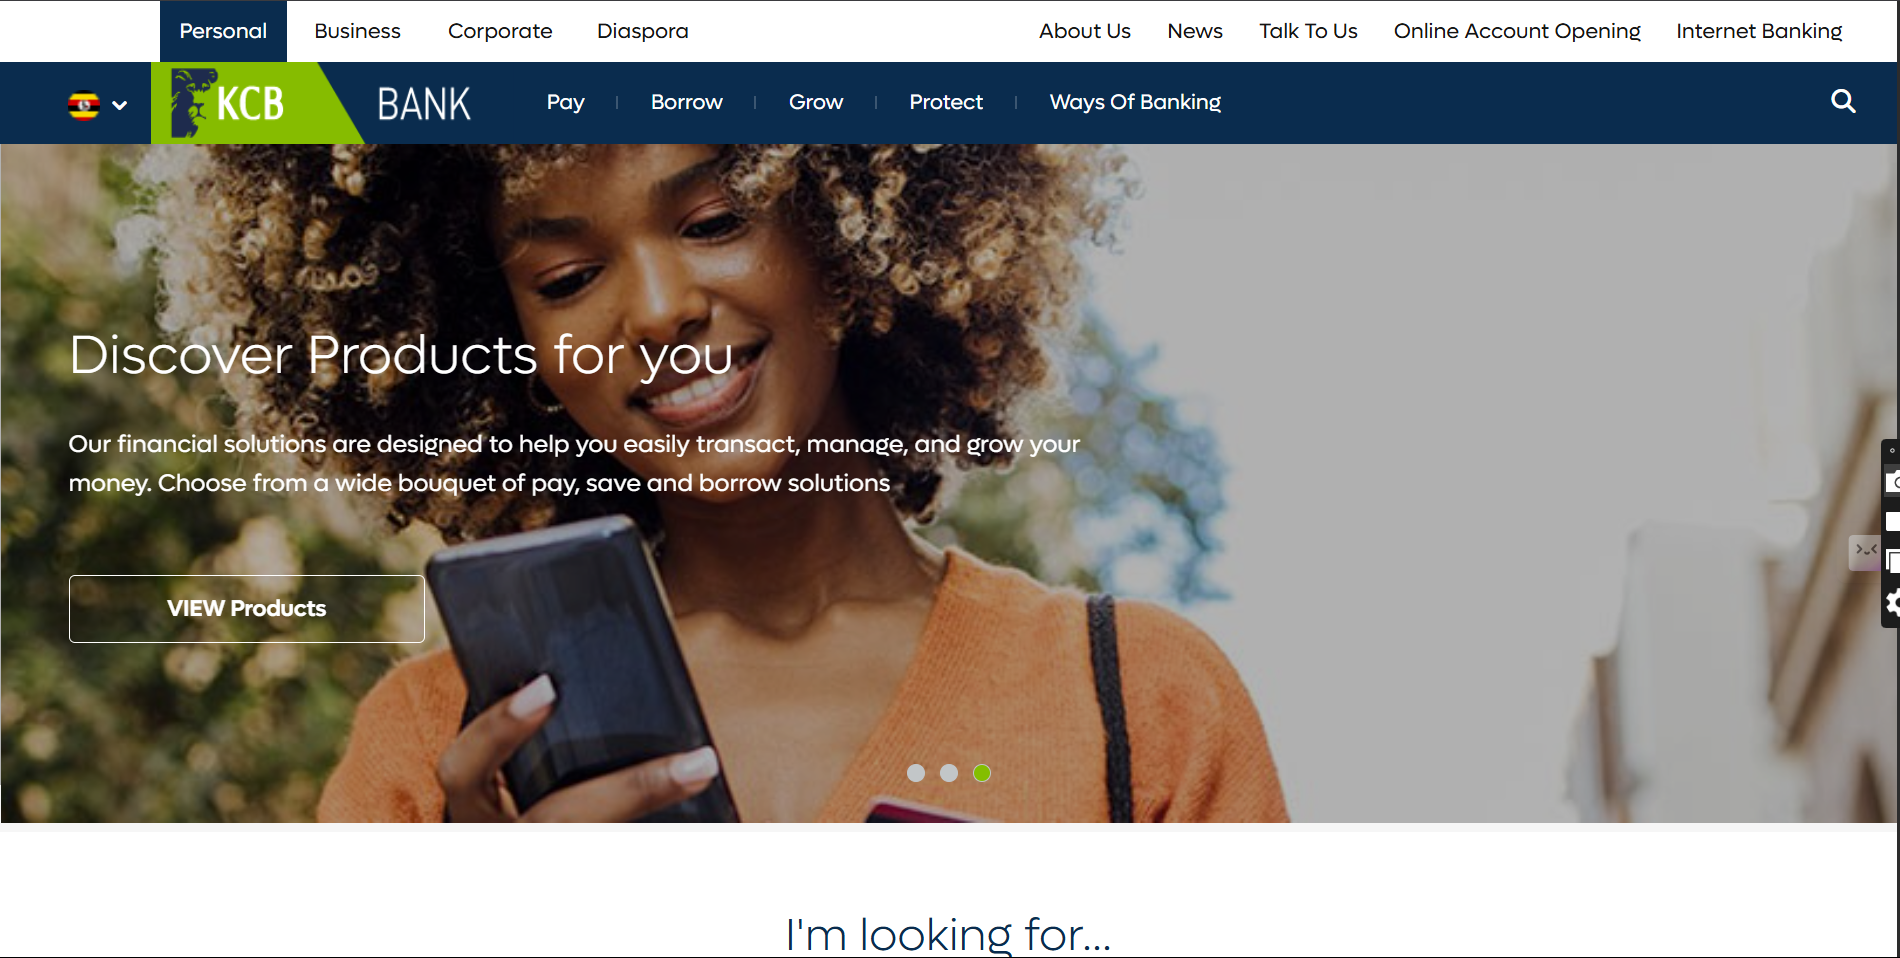 Personal
Business
Corporate
Diaspora
About Us
News
Talk To Us
Online Account Opening
Internet Banking
KCB
BANK
Pay
Borrow
Grow
Protect
Ways Of Banking
Discover Products for you
Our financial solutions are designed to help you easily transact, manage, and grow your
money. Choose from a wide bouquet of pay, save and borrow solutions
VIEW Products
I'm looking for...